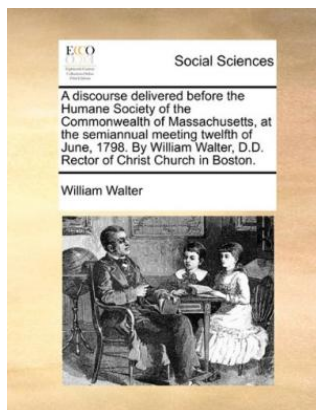 ECCO
Social Sciences
A discourse delivered before the
Humane Society of the
Commonwealth of Massachusetts, at
the semiannual meeting twelfth of
June, 1798. By William Walter, D.D.
Rector of Christ Church in Boston.
William Walter